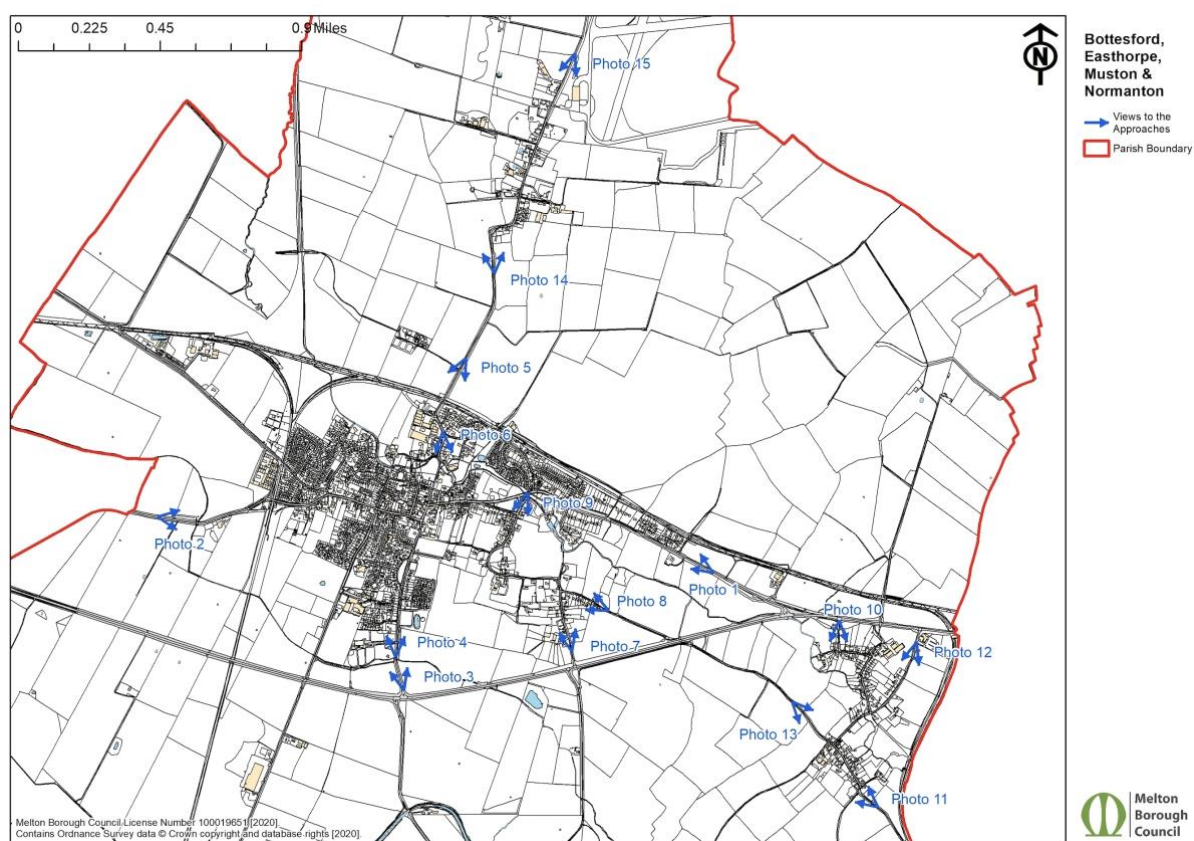 0 0.225 0.45 0.9 Miles
N
Bottesford,
Easthorpe,
Muston &
Normanton
Views to the
Approaches
Parish Boundary
Photo 15
Photo 14
Photo 5
Photo 6
Photo 9
Photo 2
Photo 1
Photo 8
Photo 10
Photo 4
Photo 7
Photo 12
Photo 3
Photo 13
Photo 11
Melton Borough Council License Number 100019651 [2020].
Contains Ordnance Survey data © Crown copyright and database rights [2020].
Melton
Borough
Council